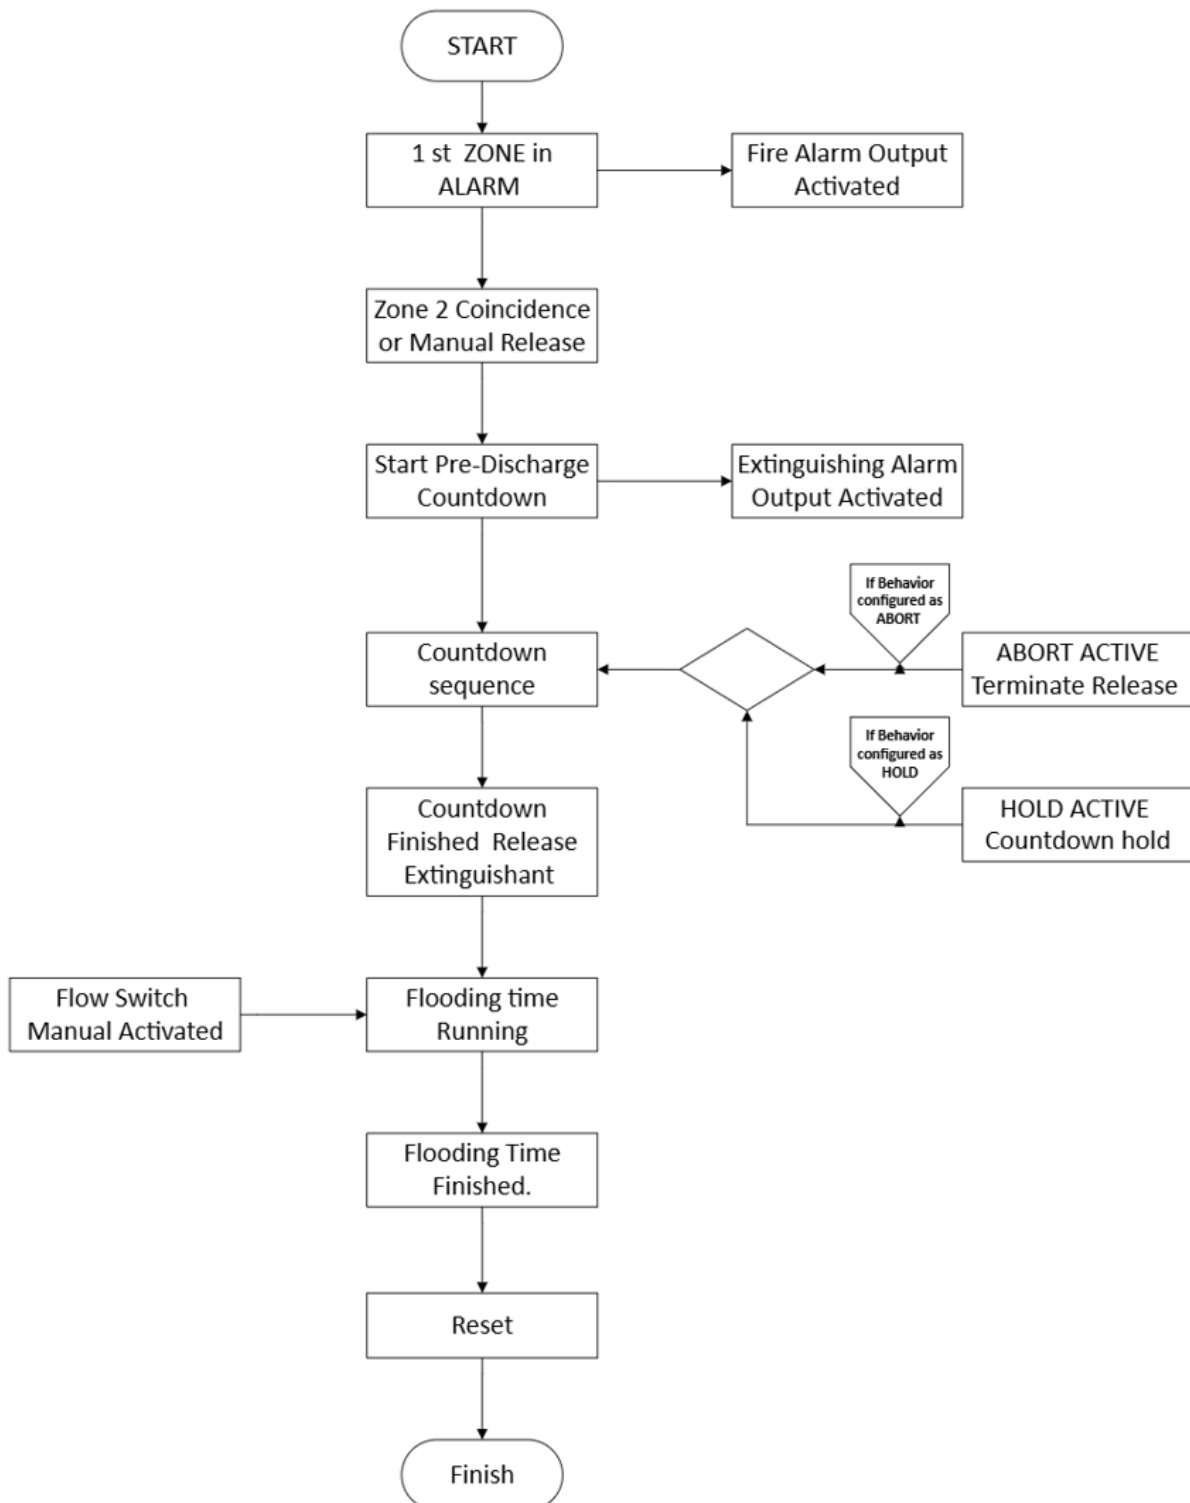 START
1 st  ZONE in
ALARM
Fire Alarm Output
Activated
Zone 2 Coincidence
or Manual Release
Start Pre-Discharge
Countdown
Extinguishing Alarm
Output Activated
If Behavior
configured as
ABORT
Countdown
sequence
ABORT ACTIVE
Terminate Release
If Behavior
configured as
HOLD
Countdown
Finished  Release
Extinguishant
HOLD ACTIVE
Countdown hold
Flow Switch
Manual Activated
Flooding time
Running
Flooding Time
Finished.
Reset
Finish